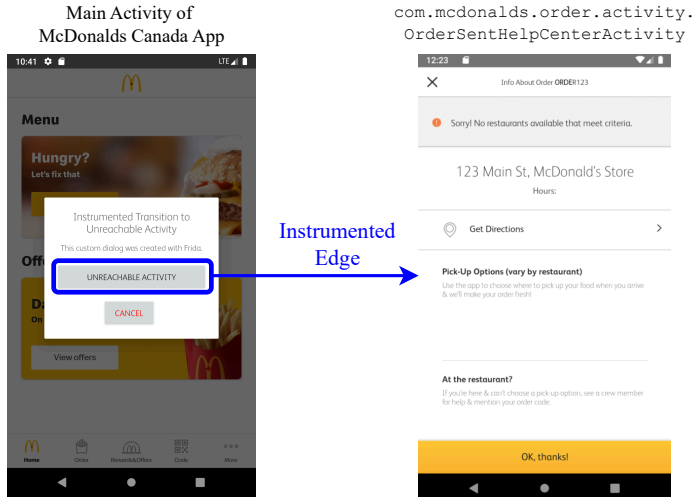 Main Activity of
McDonalds Canada App
10:41
LTE
Menu
Hungry?
Let's fix that
Instrumented Transition to
Unreachable Activity
This custom dialog was created with Frida.
UNREACHABLE ACTIVITY
CANCEL
Off
D
On
View offers
Home Order Rewards&Offers Code More
Instrumented
Edge
com.mcdonalds.order.activity.
OrderSentHelpCenterActivity
12:23
Info About Order ORDER123
Sorry! No restaurants available that meet criteria.
123 Main St, McDonald's Store
Hours:
Get Directions
Pick-Up Options (vary by restaurant)
Use the app to choose where to pick up your food when you arrive
& we'll make your order fresh!
At the restaurant?
If you're here & can't choose a pick-up option, see a crew member
for help & mention your order code.
OK, thanks!